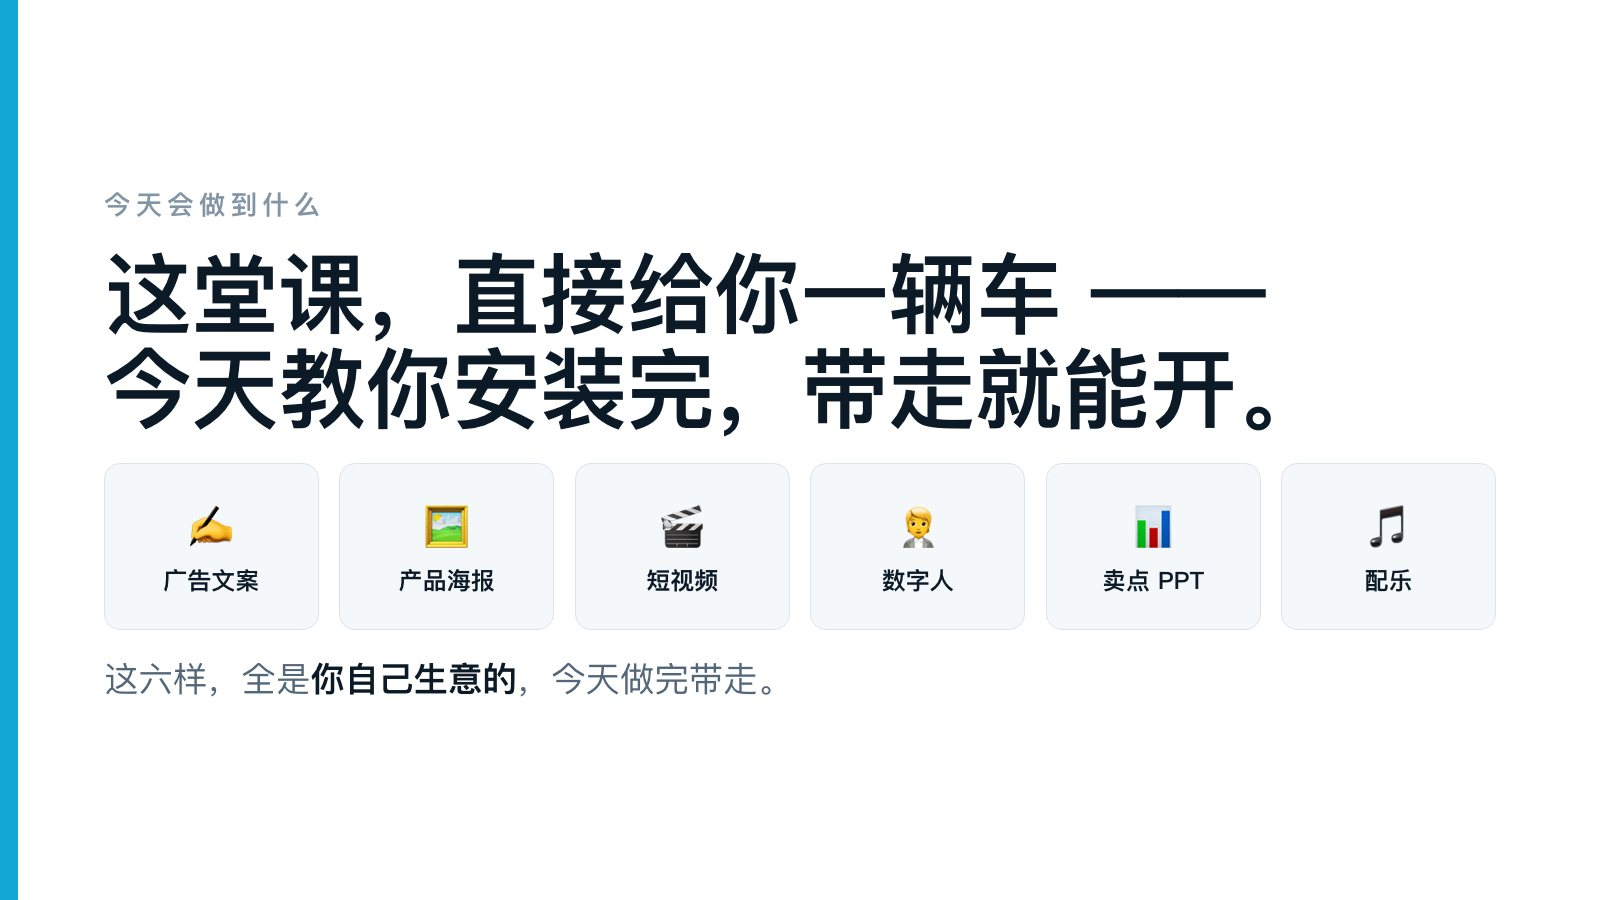 今天会做到什么
这堂课，直接给你一辆车 ——
今天教你安装完，带走就能开。
广告文案
产品海报
短视频
数字人
卖点 PPT
配乐
这六样，全是你自己生意的，今天做完带走。